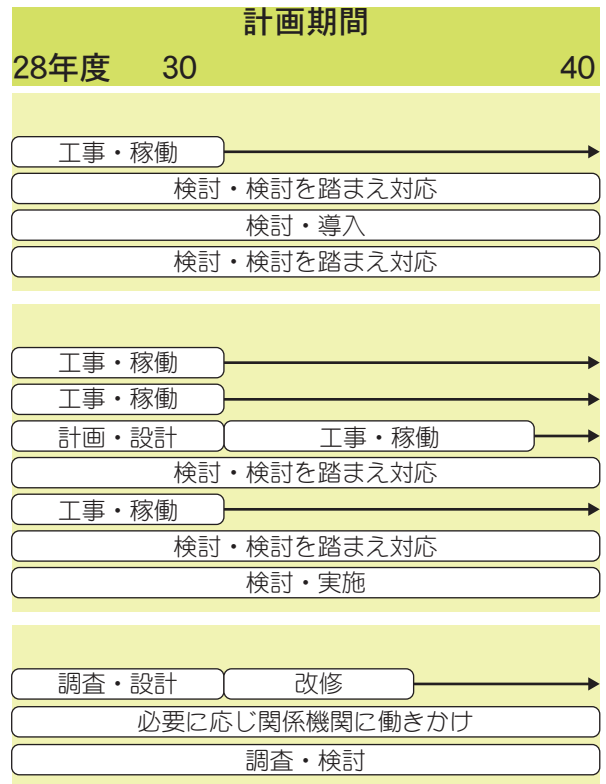 計画期間
28年度 30 40
工事・稼働
検討・検討を踏まえ対応
検討・導入
検討・検討を踏まえ対応
工事・稼働
工事・稼働
計画・設計 工事・稼働
検討・検討を踏まえ対応
工事・稼働
検討・検討を踏まえ対応
検討・実施
調査・設計 改修
必要に応じ関係機関に働きかけ
調査・検討